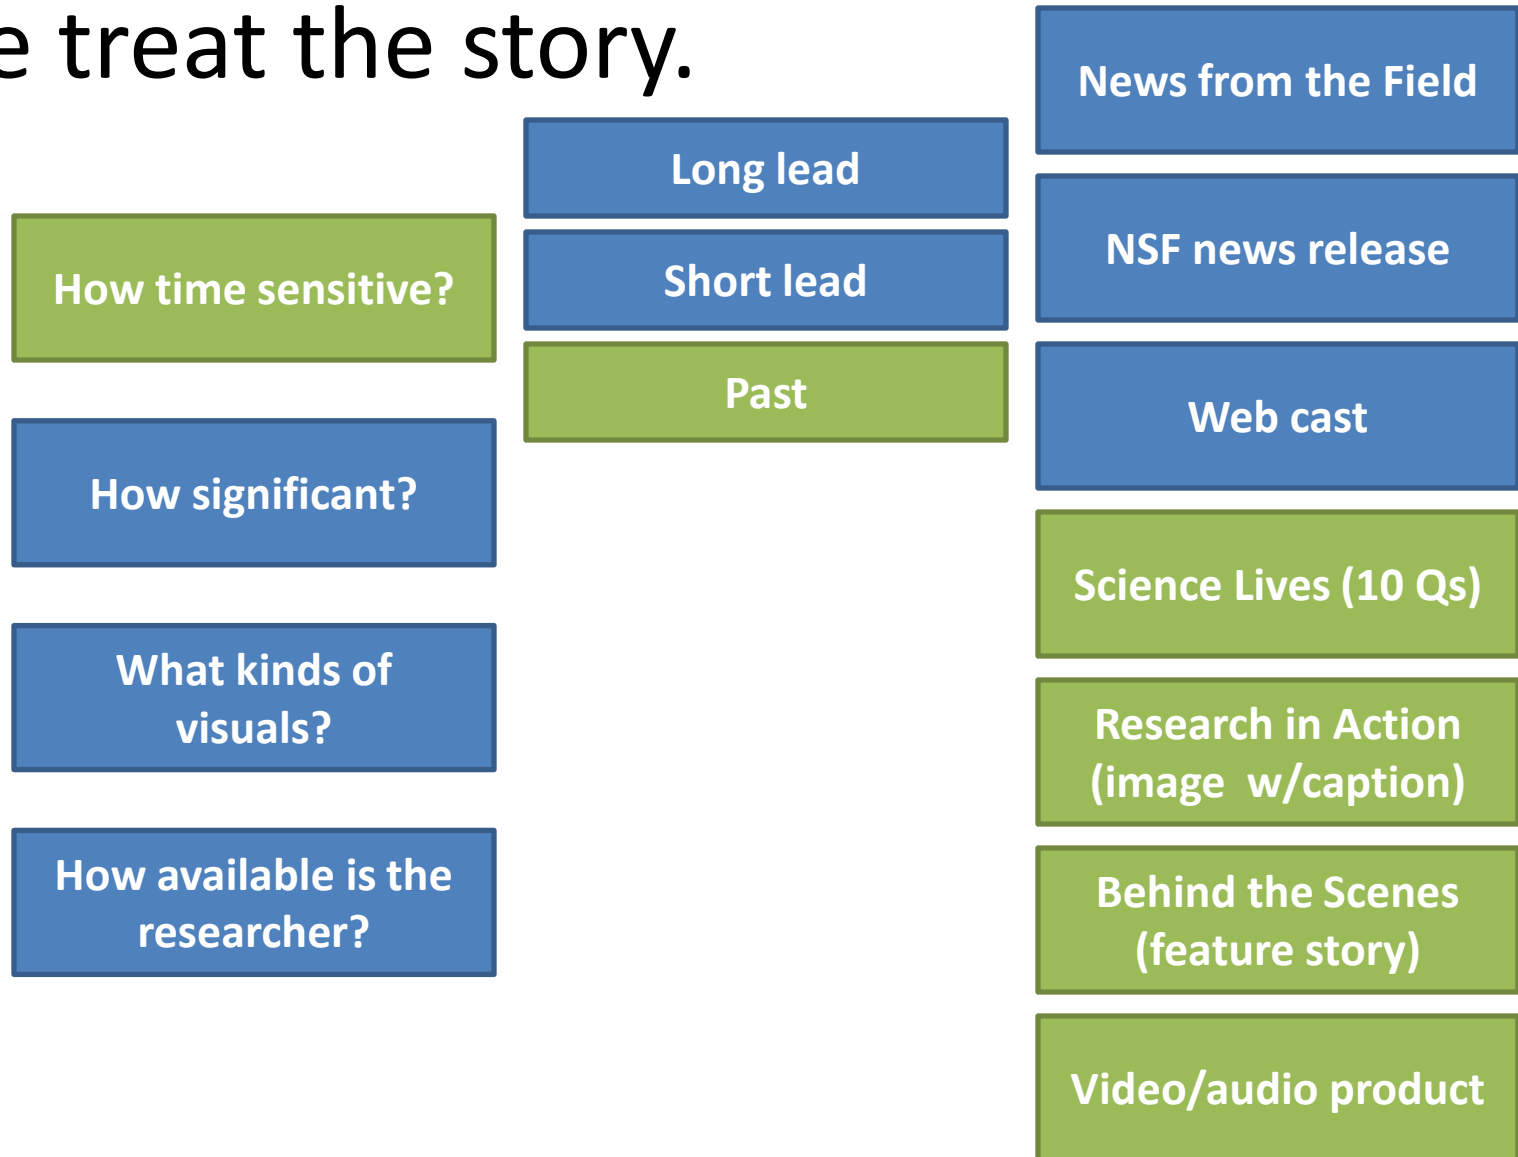 e treat the story.
How time sensitive?
How significant?
What kinds of
visuals?
How available is the
researcher?
Long lead
Short lead
Past
News from the Field
NSF news release
Web cast
Science Lives (10 Qs)
Research in Action
(image w/caption)
Behind the Scenes
(feature story)
Video/audio product